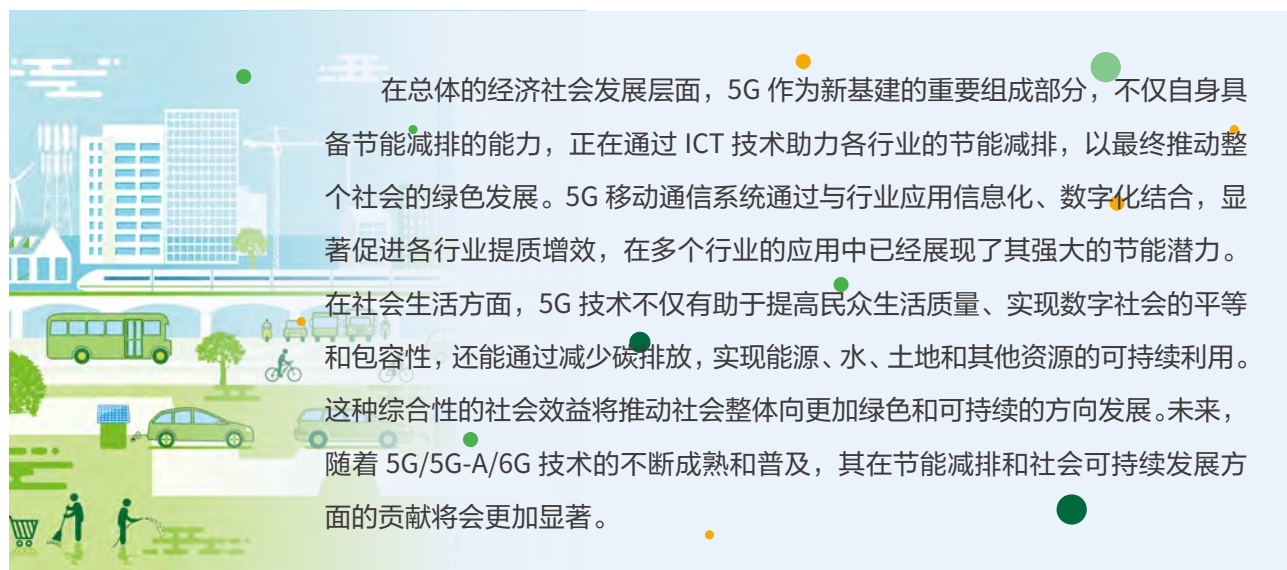 在总体的经济社会发展层面，5G 作为新基建的重要组成部分，不仅自身具
备节能减排的能力，正在通过 ICT 技术助力各行业的节能减排，以最终推动整
个社会的绿色发展。5G 移动通信系统通过与行业应用信息化、数字化结合，显
著促进各行业提质增效，在多个行业的应用中已经展现了其强大的节能潜力。
在社会生活方面，5G 技术不仅有助于提高民众生活质量、实现数字社会的平等
和包容性，还能通过减少碳排放，实现能源、水、土地和其他资源的可持续利用。
这种综合性的社会效益将推动社会整体向更加绿色和可持续的方向发展。未来，
随着 5G/5G-A/6G 技术的不断成熟和普及，其在节能减排和社会可持续发展方
面的贡献将会更加显著。